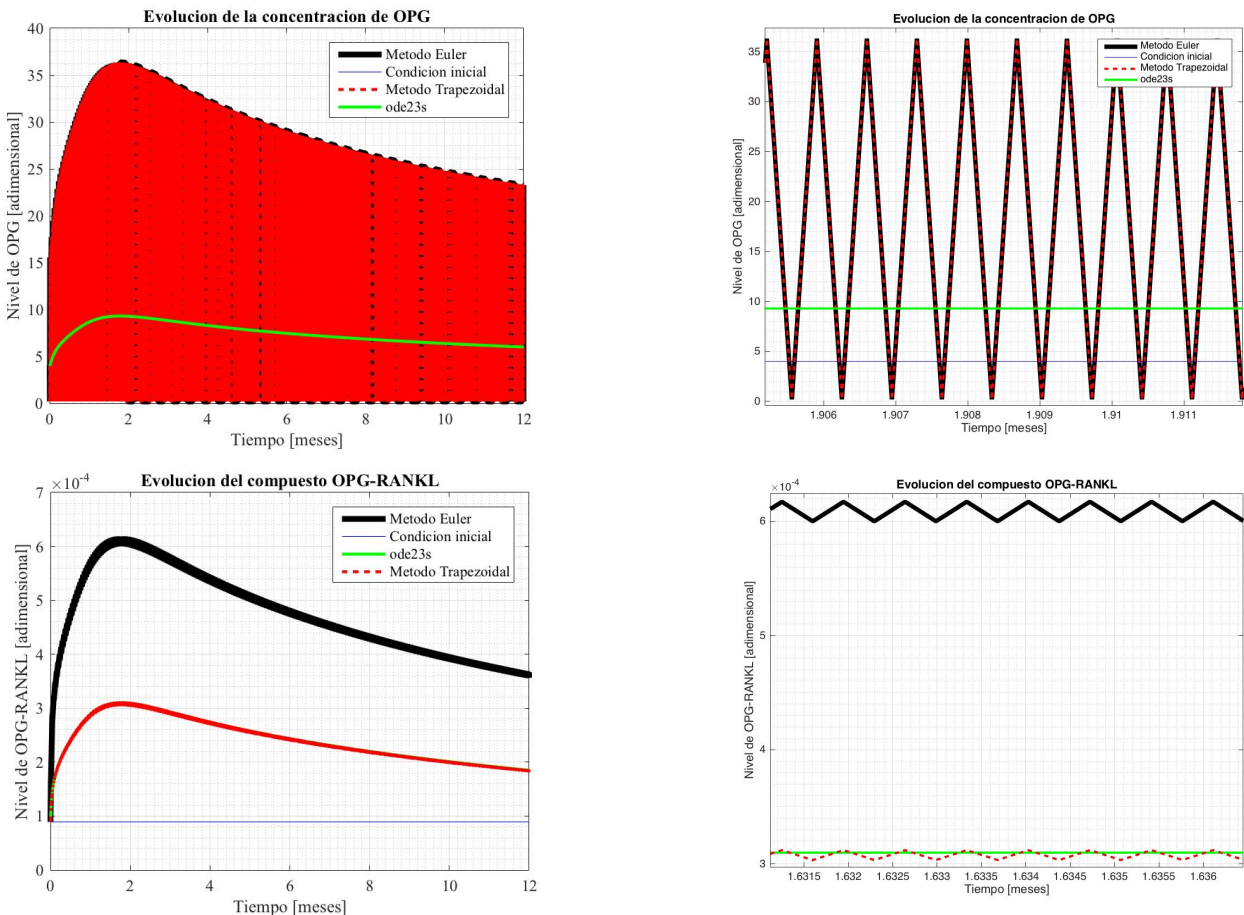 Evolucion de la concentracion de OPG
Nivel de OPG [adimensional]
40
35
30
25
20
15
10
5
0
Metodo Euler
Condicion inicial
Metodo Trapezoidal
ode23s
0 2 4 6 8 10 12
Tiempo [meses]
Evolucion de la concentracion de OPG
Nivel de OPG [adimensional]
35
30
25
20
15
10
5
0
Metodo Euler
Condicion inicial
Metodo Trapezoidal
ode23s
1.906 1.907 1.908 1.909 1.91 1.911
Tiempo [meses]
Evolucion del compuesto OPG-RANKL
×10-4
Nivel de OPG-RANKL [adimensional]
7
6
5
4
3
2
1
0
Metodo Euler
Condicion inicial
ode23s
Metodo Trapezoidal
0 2 4 6 8 10 12
Tiempo [meses]
Evolucion del compuesto OPG-RANKL
×10-4
Nivel de OPG-RANKL [adimensional]
6
5
4
3
1.6315 1.632 1.6325 1.633 1.6335 1.634 1.6345 1.635 1.6355 1.636
Tiempo [meses]